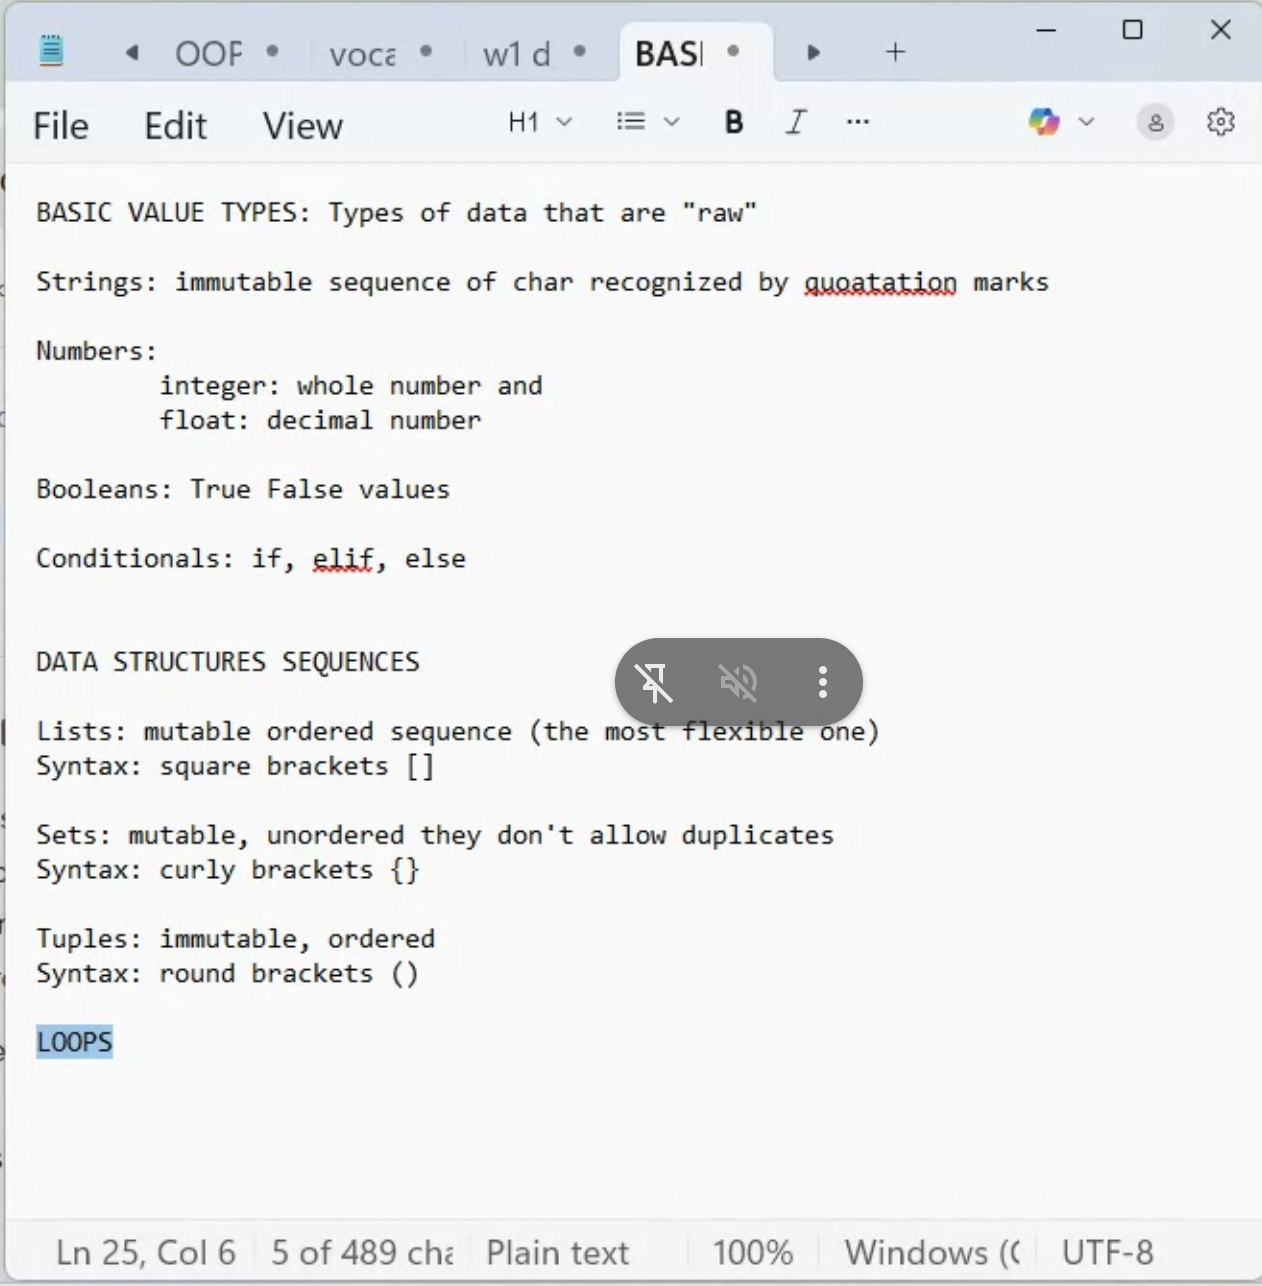 OOP voca w1 d BASI
File Edit View H1 B I ...
BASIC VALUE TYPES: Types of data that are "raw"
Strings: immutable sequence of char recognized by quoatation marks
Numbers:
integer: whole number and
float: decimal number
Booleans: True False values
Conditionals: if, elif, else
DATA STRUCTURES SEQUENCES
Lists: mutable ordered sequence (the most flexible one)
Syntax: square brackets []
Sets: mutable, unordered they don't allow duplicates
Syntax: curly brackets {}
Tuples: immutable, ordered
Syntax: round brackets ()
LOOPS
Ln 25, Col 6 5 of 489 cha Plain text 100% Windows (C UTF-8